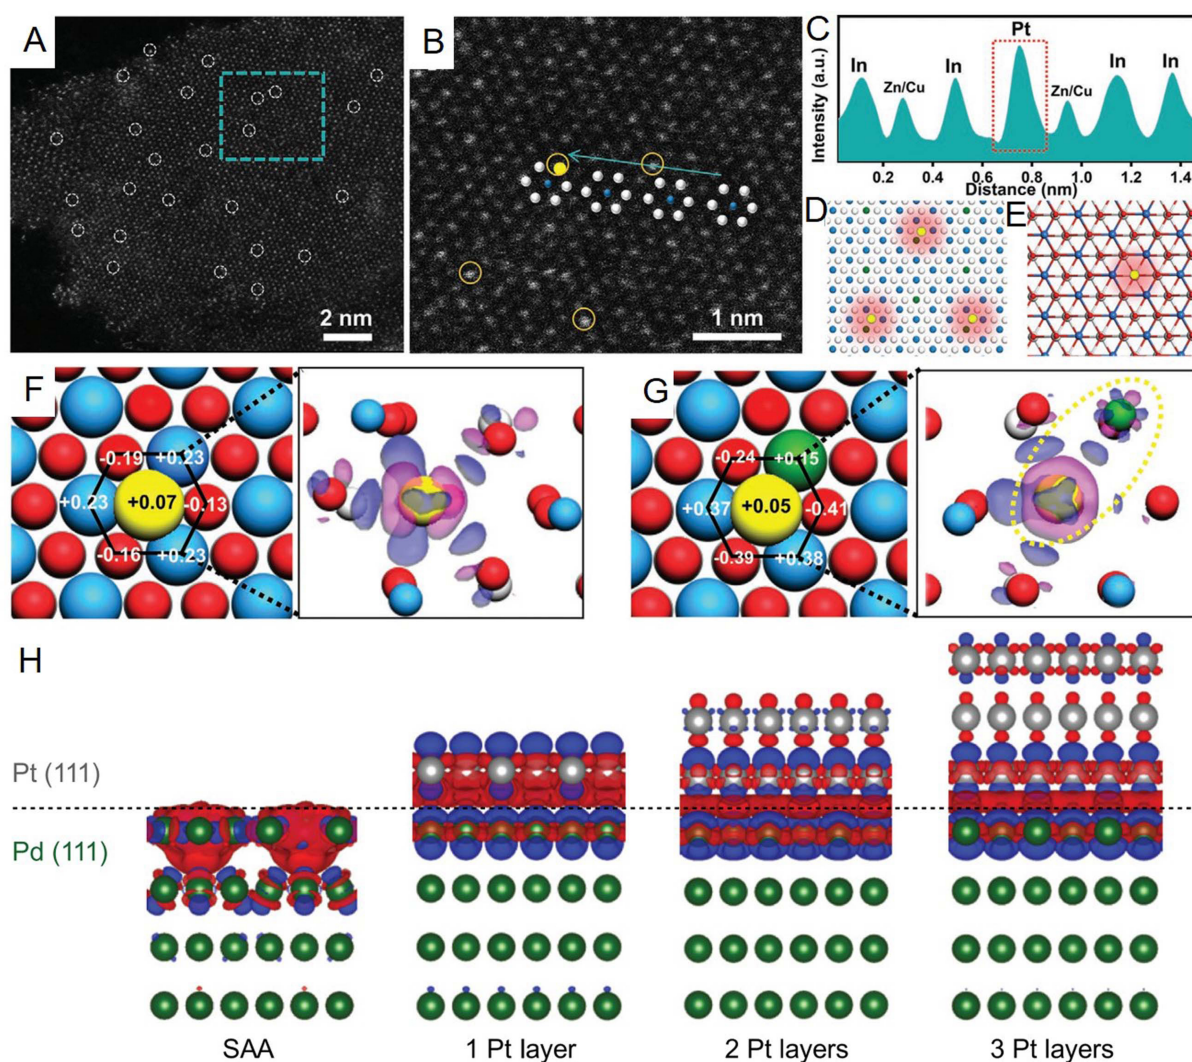 A
2 nm
B
1 nm
C
Intensity (a.u.)
In
Zn/Cu
In
Pt
Zn/Cu
In
In
0.2 0.4 0.6 0.8 1.0 1.2 1.4
Distance (nm)
D
E
F
-0.19 +0.23
+0.23 +0.07 -0.13
-0.16 +0.23
G
-0.24 +0.15
+0.37 +0.05 -0.41
-0.39 +0.38
H
Pt (111)
Pd (111)
SAA
1 Pt layer
2 Pt layers
3 Pt layers